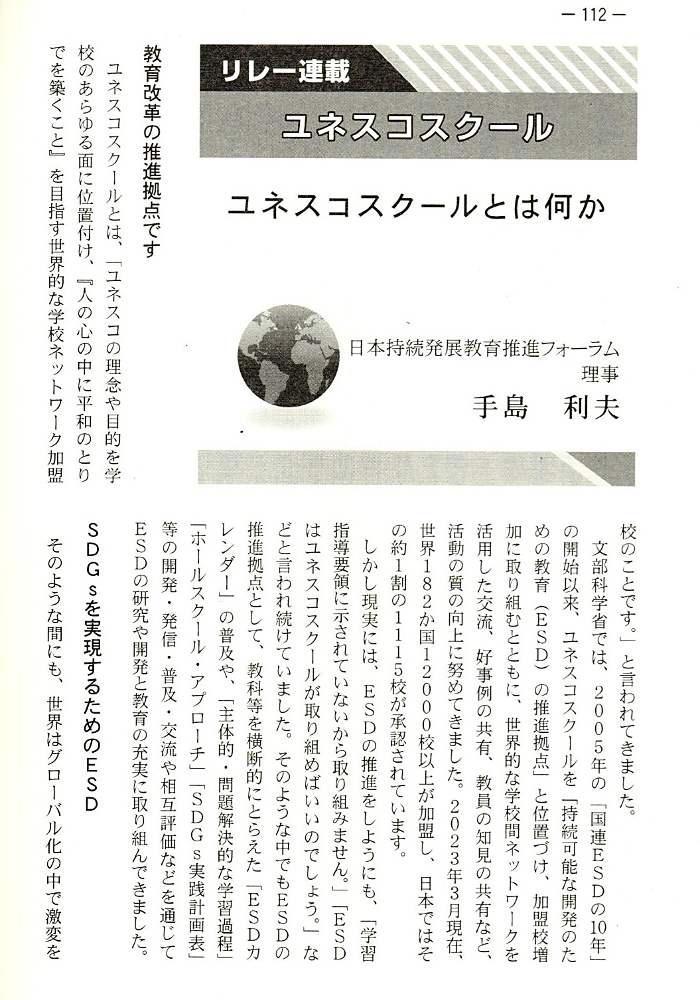 ― 112 ―
リレー連載
ユネスコスクール
ユネスコスクールとは何か
日本持続発展教育推進フォーラム
理事
手島　利夫
教育改革の推進拠点です
　ユネスコスクールとは、「ユネスコの理念や目的を学
校のあらゆる面に位置付け、『人の心の中に平和のとり
でを築くこと』を目指す世界的な学校ネットワーク加盟
校のことです。」と言われてきました。
　文部科学省では、2005年の「国連ESDの10年」
の開始以来、ユネスコスクールを「持続可能な開発のた
めの教育（ESD）の推進拠点」と位置づけ、加盟校増
加に取り組むとともに、世界的な学校間ネットワークを
活用した交流、好事例の共有、教員の知見の共有など、
活動の質の向上に努めてきました。2023年3月現在、
世界182か国12000校以上が加盟し、日本ではそ
の約1割の1115校が承認されています。
　しかし現実には、ESDの推進をしようにも、「学習
指導要領に示されていないから取り組みません。」「ESD
はユネスコスクールが取り組めばいいのでしょう。」な
どと言われ続けていました。そのような中でもESDの
推進拠点として、教科等を横断的にとらえた「ESDカ
レンダー」の普及や、「主体的・問題解決的な学習過程」
「ホールスクール・アプローチ」「SDGs実践計画表」
等の開発・発信・普及・交流や相互評価などを通じて
ESDの研究や開発と教育の充実に取り組んできました。
SDGsを実現するためのESD
　そのような間にも、世界はグローバル化の中で激変を